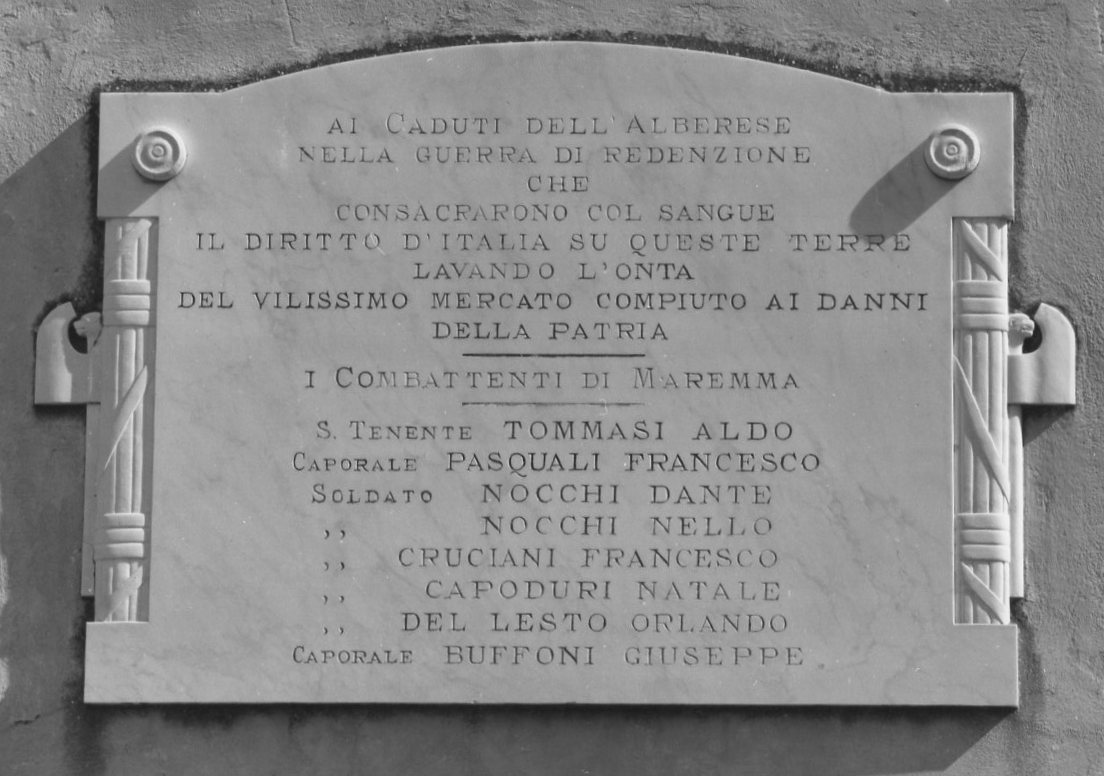 AI CADUTI DELL'ALBERESE
NELLA GUERRA DI REDENZIONE
CHE
CONSACRARONO COL SANGUE
IL DIRITTO D'ITALIA SU QUESTE TERRE
LAVANDO L'ONTA
DEL VILISSIMO MERCATO COMPIUTO AI DANNI
DELLA PATRIA
I COMBATTENTI DI MAREMMA
S. TENENTE TOMMASI ALDO
CAPORALE PASQUALI FRANCESCO
SOLDATO NOCCHI DANTE
,, NOCCHI NELLO
,, CRUCIANI FRANCESCO
,, CAPODURI NATALE
,, DEL LESTO ORLANDO
CAPORALE BUFFONI GIUSEPPE